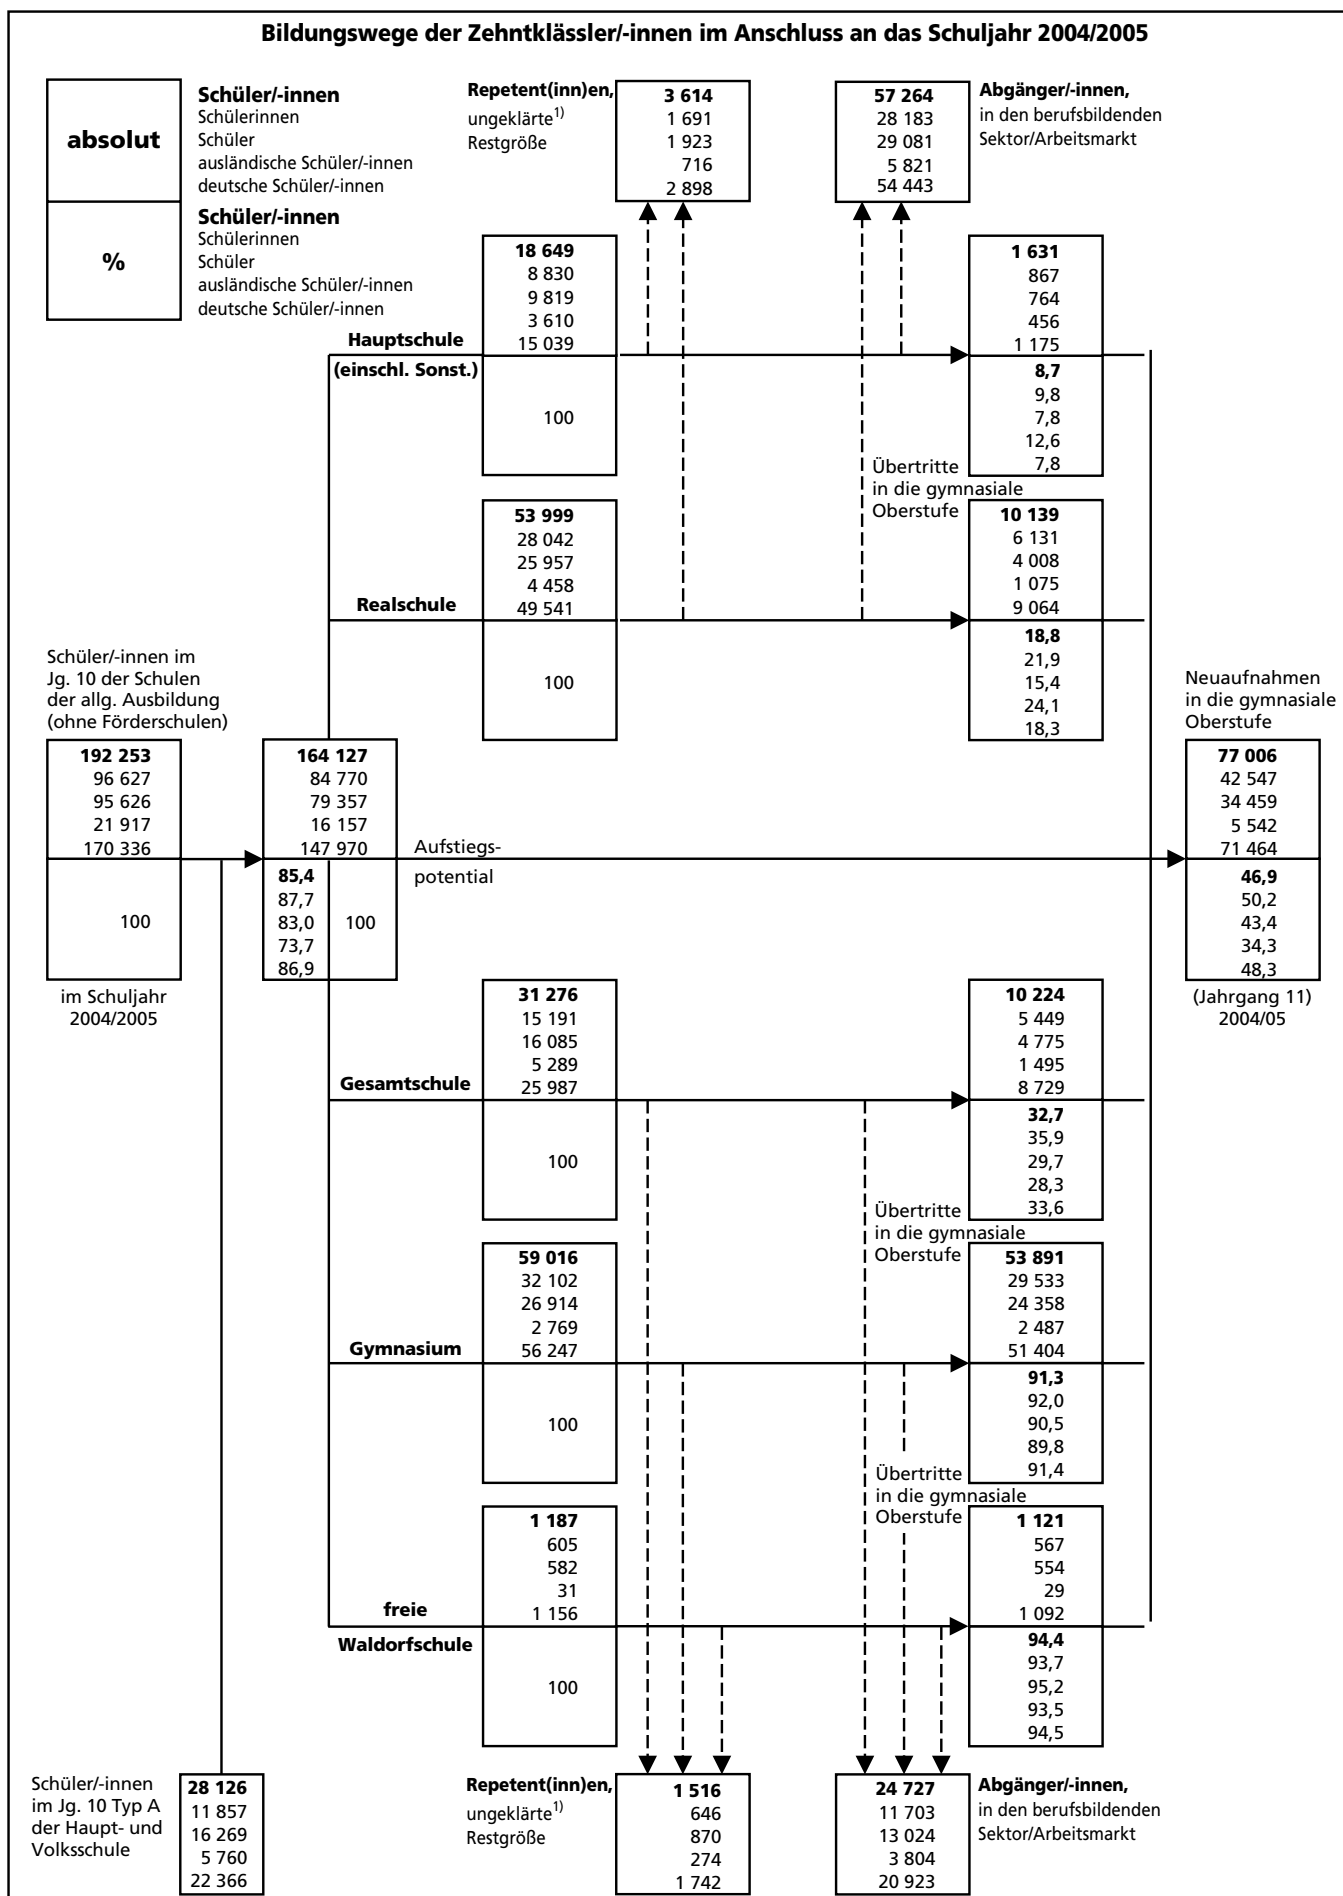 Bildungswege der Zehntklässler/-innen im Anschluss an das Schuljahr 2004/2005
absolut
Schüler/-innen
Schülerinnen
Schüler
ausländische Schüler/-innen
deutsche Schüler/-innen
%
Schüler/-innen
Schülerinnen
Schüler
ausländische Schüler/-innen
deutsche Schüler/-innen
Repetent(inn)en,
ungeklärte1)
Restgröße
3 614
1 691
1 923
716
2 898
57 264
28 183
29 081
5 821
54 443
Abgänger/-innen,
in den berufsbildenden
Sektor/Arbeitsmarkt
Hauptschule
(einschl. Sonst.)
18 649
8 830
9 819
3 610
15 039
100
1 631
867
764
456
1 175
8,7
9,8
7,8
12,6
7,8
Übertritte
in die gymnasiale
Oberstufe
Realschule
53 999
28 042
25 957
4 458
49 541
100
10 139
6 131
4 008
1 075
9 064
18,8
21,9
15,4
24,1
18,3
Schüler/-innen im
Jg. 10 der Schulen
der allg. Ausbildung
(ohne Förderschulen)
192 253
96 627
95 626
21 917
170 336
100
im Schuljahr
2004/2005
164 127
84 770
79 357
16 157
147 970
85,4
87,7
83,0
73,7
86,9
100
Aufstiegs-
potential
Neuaufnahmen
in die gymnasiale
Oberstufe
77 006
42 547
34 459
5 542
71 464
46,9
50,2
43,4
34,3
48,3
(Jahrgang 11)
2004/05
Gesamtschule
31 276
15 191
16 085
5 289
25 987
100
10 224
5 449
4 775
1 495
8 729
32,7
35,9
29,7
28,3
33,6
Übertritte
in die gymnasiale
Oberstufe
Gymnasium
59 016
32 102
26 914
2 769
56 247
100
53 891
29 533
24 358
2 487
51 404
91,3
92,0
90,5
89,8
91,4
Übertritte
in die gymnasiale
Oberstufe
freie
Waldorfschule
1 187
605
582
31
1 156
100
1 121
567
554
29
1 092
94,4
93,7
95,2
93,5
94,5
Schüler/-innen
im Jg. 10 Typ A
der Haupt- und
Volksschule
28 126
11 857
16 269
5 760
22 366
Repetent(inn)en,
ungeklärte1)
Restgröße
1 516
646
870
274
1 742
24 727
11 703
13 024
3 804
20 923
Abgänger/-innen,
in den berufsbildenden
Sektor/Arbeitsmarkt